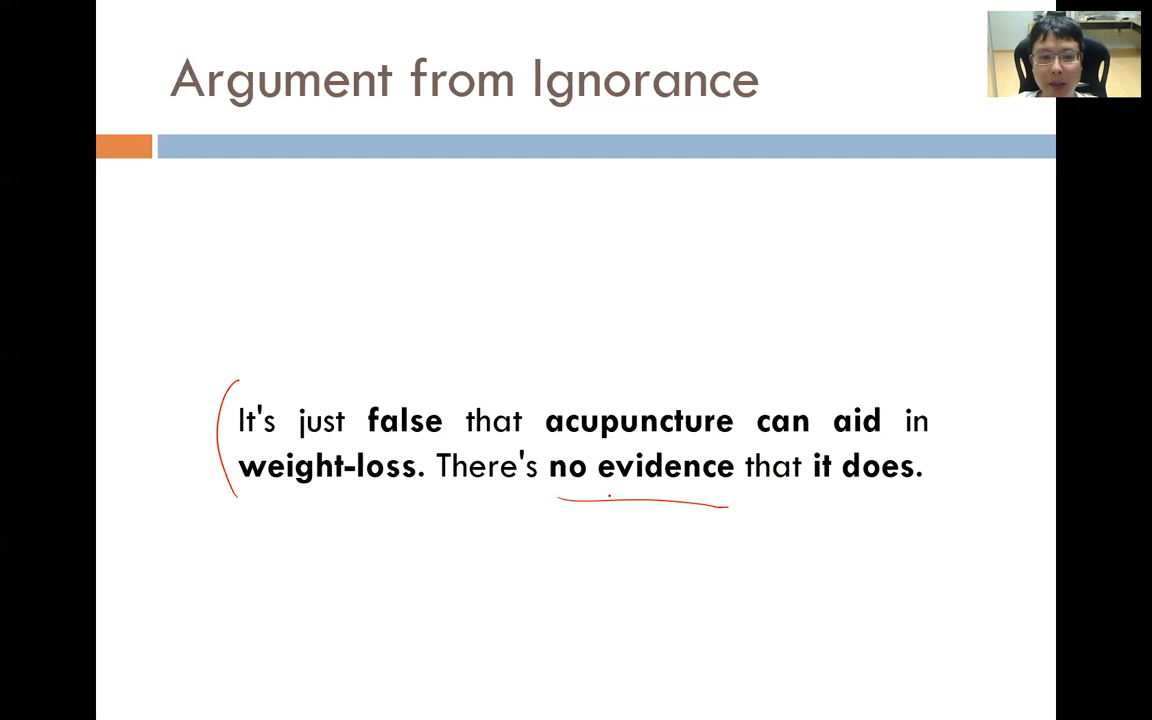 Argument from Ignorance
It's just false that acupuncture can aid in
weight-loss. There's no evidence that it does.